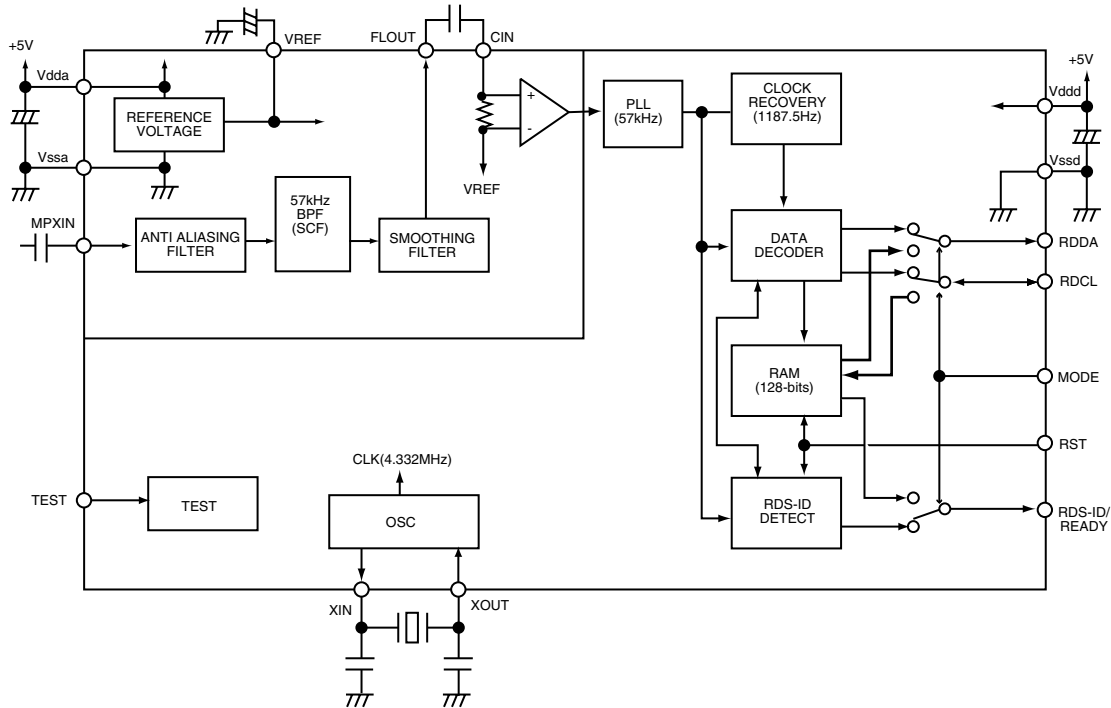 VREF
FLOUT
CIN
+5V
Vdda
REFERENCE
VOLTAGE
Vssa
+
-
VREF
PLL
(57kHz)
CLOCK
RECOVERY
(1187.5Hz)
+5V
Vddd
Vssd
MPXIN
ANTI ALIASING
FILTER
57kHz
BPF
(SCF)
SMOOTHING
FILTER
DATA
DECODER
RDDA
RDCL
RAM
(128-bits)
MODE
RST
CLK(4.332MHz)
TEST
TEST
OSC
RDS-ID
DETECT
RDS-ID/
READY
XIN
XOUT